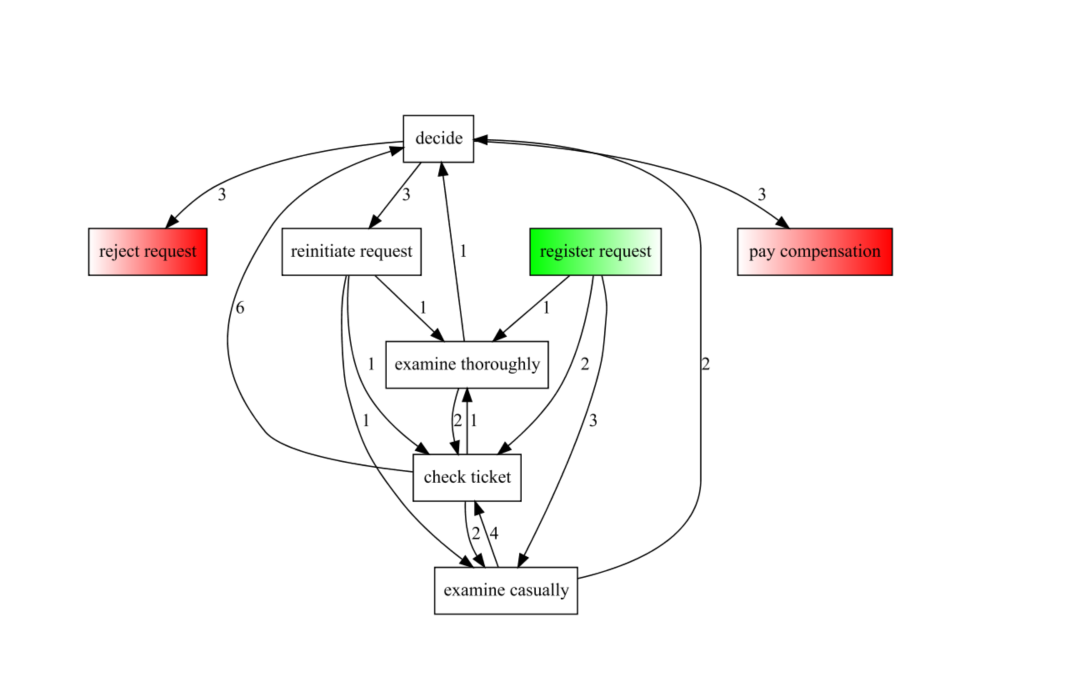 decide
3
3
3
reject request
reinitiate request
register request
pay compensation
1
6
1
1
examine thoroughly
1
2
2
1
2
1
3
check ticket
2
4
examine casually